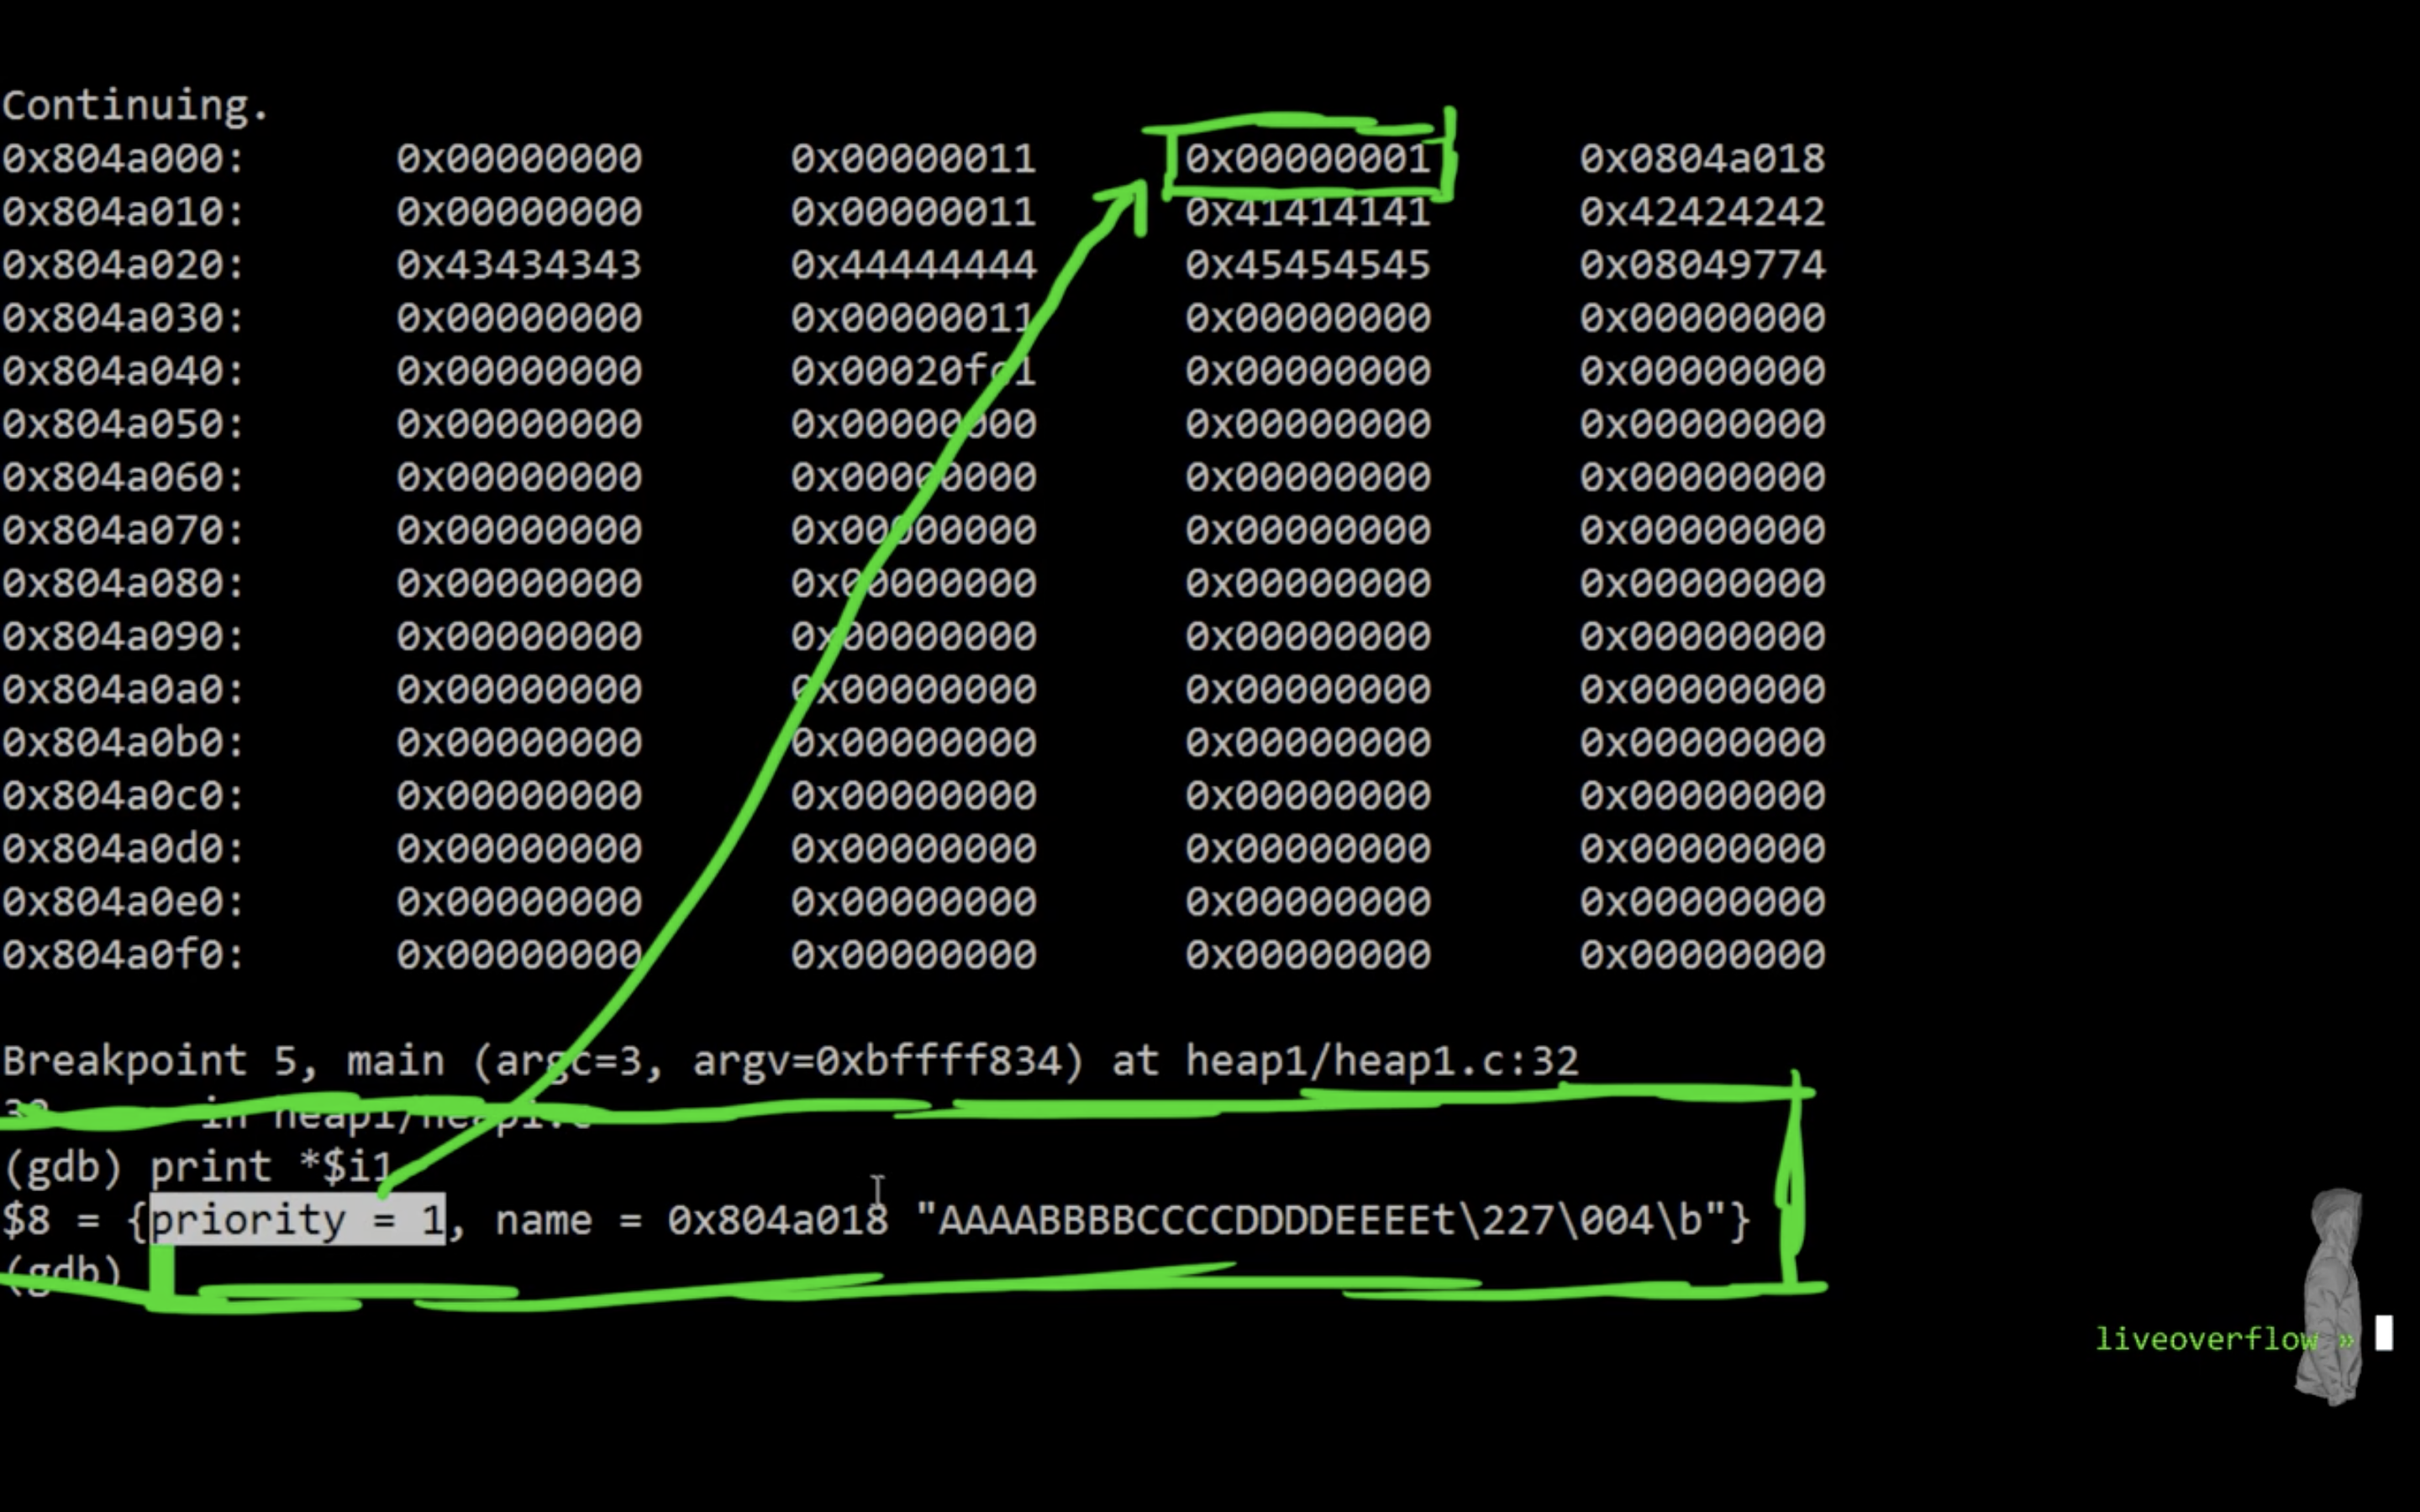 Continuing.
0x804a000: 0x00000000 0x00000011 0x00000001 0x0804a018
0x804a010: 0x00000000 0x00000011 0x41414141 0x42424242
0x804a020: 0x43434343 0x44444444 0x45454545 0x08049774
0x804a030: 0x00000000 0x00000011 0x00000000 0x00000000
0x804a040: 0x00000000 0x00020fc1 0x00000000 0x00000000
0x804a050: 0x00000000 0x00000000 0x00000000 0x00000000
0x804a060: 0x00000000 0x00000000 0x00000000 0x00000000
0x804a070: 0x00000000 0x00000000 0x00000000 0x00000000
0x804a080: 0x00000000 0x00000000 0x00000000 0x00000000
0x804a090: 0x00000000 0x00000000 0x00000000 0x00000000
0x804a0a0: 0x00000000 0x00000000 0x00000000 0x00000000
0x804a0b0: 0x00000000 0x00000000 0x00000000 0x00000000
0x804a0c0: 0x00000000 0x00000000 0x00000000 0x00000000
0x804a0d0: 0x00000000 0x00000000 0x00000000 0x00000000
0x804a0e0: 0x00000000 0x00000000 0x00000000 0x00000000
0x804a0f0: 0x00000000 0x00000000 0x00000000 0x00000000
Breakpoint 5, main (argc=3, argv=0xbffff834) at heap1/heap1.c:32
32 in heap1/heap1.c
(gdb) print *$i1
$8 = {priority = 1, name = 0x804a018 "AAAABBBBCCCCDDDDEEEEt\227\004\b"}
(gdb)
liveoverflow »